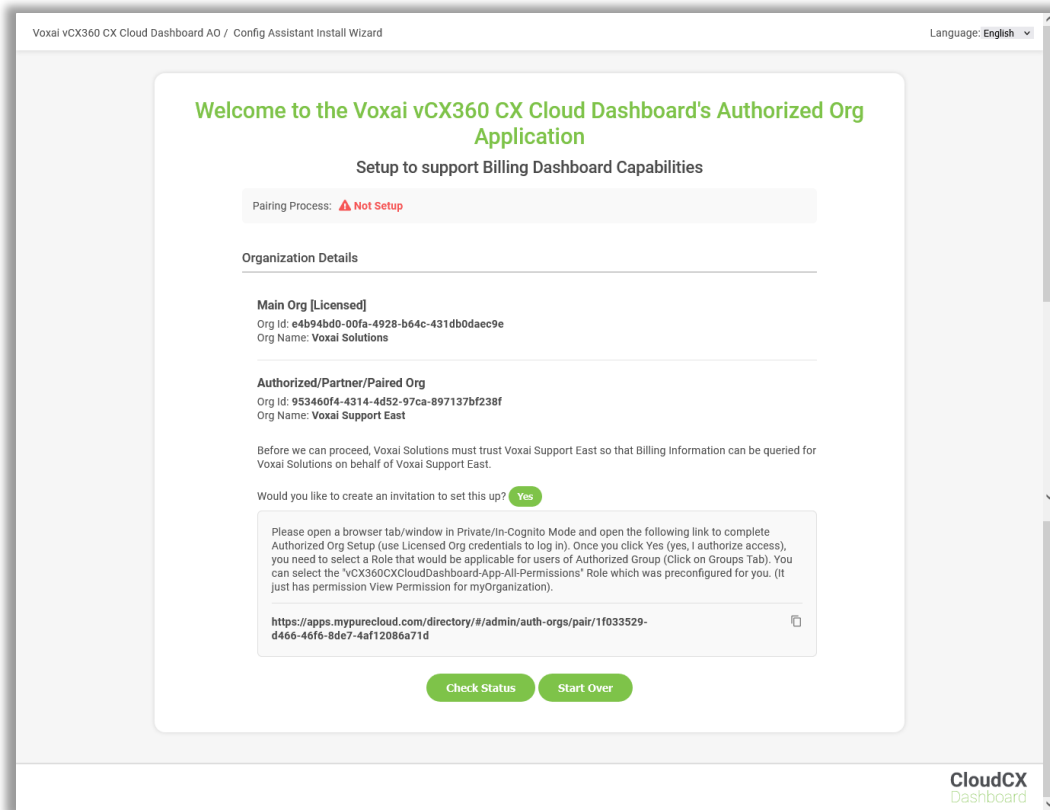 Voxai vCX360 CX Cloud Dashboard AO / Config Assistant Install Wizard
Language: English
Welcome to the Voxai vCX360 CX Cloud Dashboard's Authorized Org
Application
Setup to support Billing Dashboard Capabilities
Pairing Process: Not Setup
Organization Details
Main Org [Licensed]
Org Id: e4b94bd0-00fa-4928-b64c-431db0daec9e
Org Name: Voxai Solutions
Authorized/Partner/Paired Org
Org Id: 953460f4-4314-4d52-97ca-897137bf238f
Org Name: Voxai Support East
Before we can proceed, Voxai Solutions must trust Voxai Support East so that Billing Information can be queried for
Voxai Solutions on behalf of Voxai Support East.
Would you like to create an invitation to set this up? Yes
Please open a browser tab/window in Private/In-Cognito Mode and open the following link to complete
Authorized Org Setup (use Licensed Org credentials to log in). Once you click Yes (yes, I authorize access),
you need to select a Role that would be applicable for users of Authorized Group (Click on Groups Tab). You
can select the "vCX360CXCloudDashboard-App-All-Permissions" Role which was preconfigured for you. (It
just has permission View Permission for myOrganization).
https://apps.mypurecloud.com/directory/#/admin/auth-orgs/pair/1f033529-
d466-46f6-8de7-4af12086a71d
Check Status Start Over
CloudCX
Dashboard